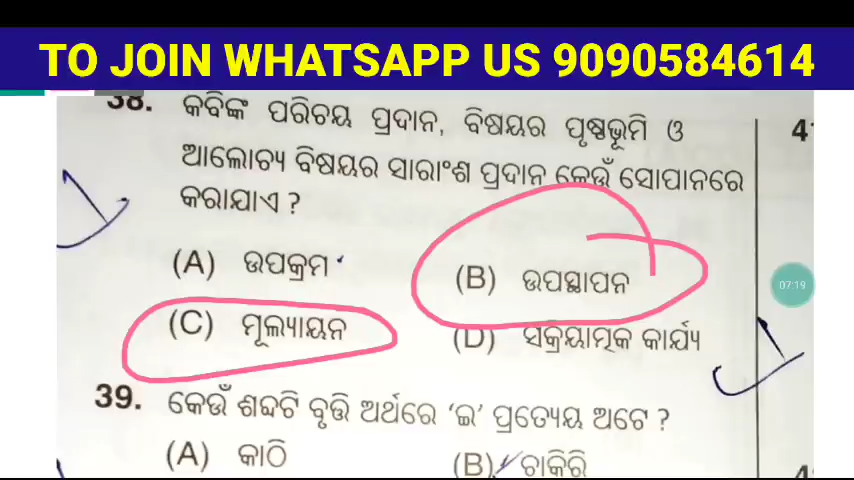 TO JOIN WHATSAPP US 9090584614
38. କବିଙ୍କ ପରିଚୟ ପ୍ରଦାନ, ବିଷୟର ପୃଷ୍ଠଭୂମି ଓ
ଆଲୋଚ୍ୟ ବିଷୟର ସାରାଂଶ ପ୍ରଦାନ କେଉଁ ସୋପାନରେ
କରାଯାଏ ?
(A) ଉପକ୍ରମ
(B) ଉପସ୍ଥାପନ
(C) ମୂଲ୍ୟାୟନ
(D) ସକ୍ରିୟାତ୍ମକ କାର୍ଯ୍ୟ
39. କେଉଁ ଶବ୍ଦଟି ବୃତ୍ତି ଅର୍ଥରେ ‘ଇ’ ପ୍ରତ୍ୟେୟ ଅଟେ ?
(A) କାଠି
(B) ଚାକିରି
07:19